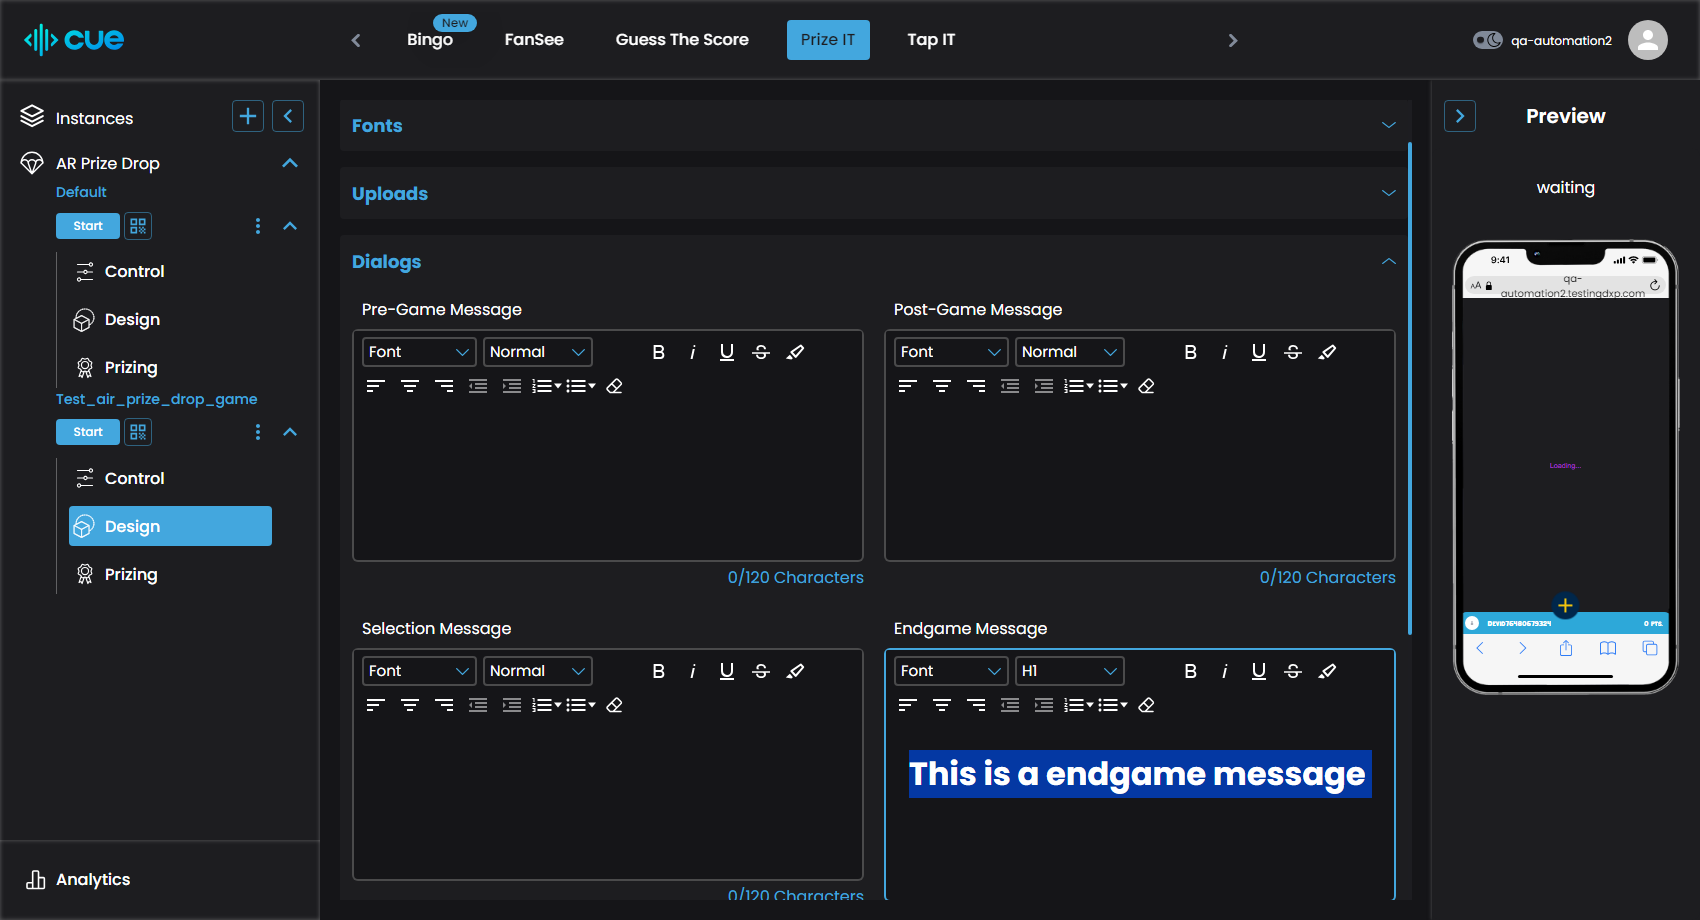 cue
New
Bingo
FanSee
Guess The Score
Prize IT
Tap IT
qa-automation2
Instances
AR Prize Drop
Default
Start
Control
Design
Prizing
Test_air_prize_drop_game
Start
Control
Design
Prizing
Analytics
Fonts
Uploads
Dialogs
Pre-Game Message
Font
Normal
B
i
U
S
0/120 Characters
Post-Game Message
Font
Normal
B
i
U
S
0/120 Characters
Selection Message
Font
Normal
B
i
U
S
0/120 Characters
Endgame Message
Font
H1
B
i
U
S
This is a endgame message
Preview
waiting
9:41
AA
qa-
automation2.testingdxp.com
Loading...
DEVID76480679324
0 PTS.